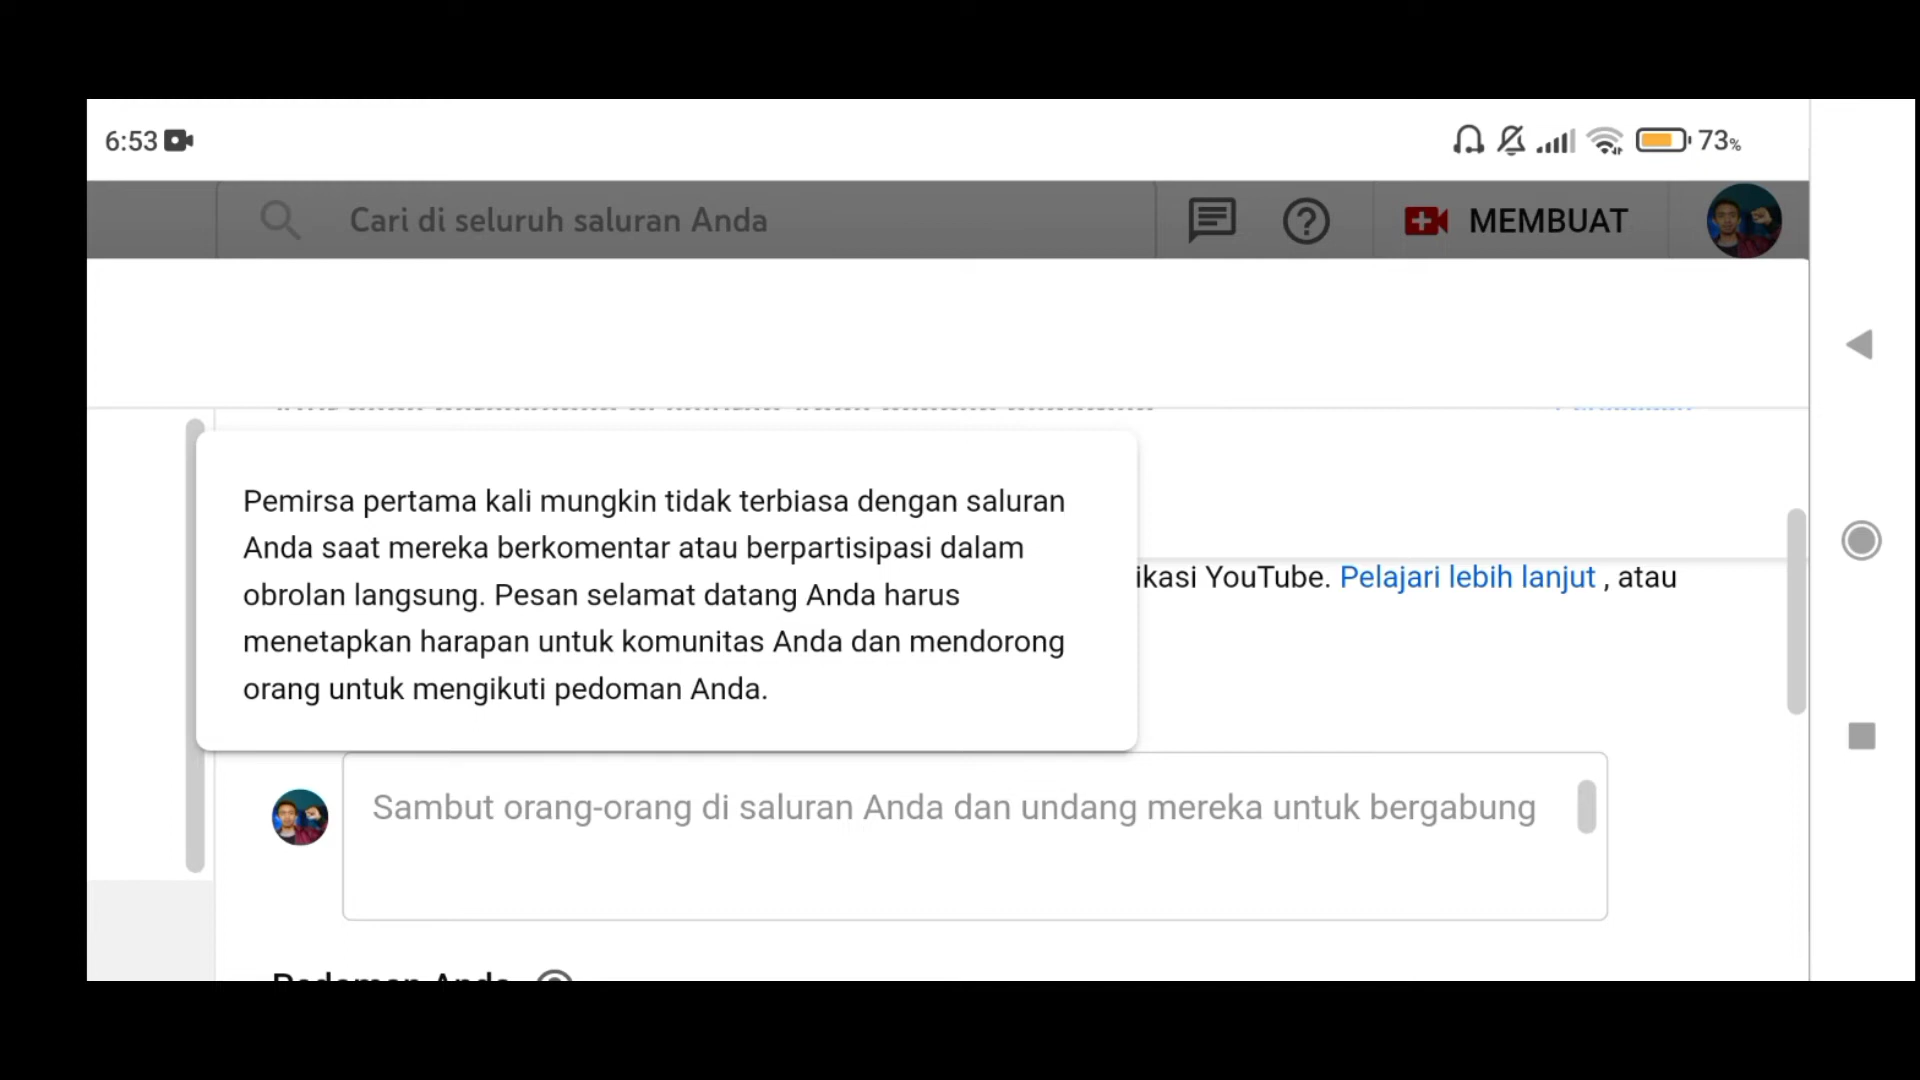 6:53
73%
Cari di seluruh saluran Anda
MEMBUAT
Pemirsa pertama kali mungkin tidak terbiasa dengan saluran
Anda saat mereka berkomentar atau berpartisipasi dalam
obrolan langsung. Pesan selamat datang Anda harus
menetapkan harapan untuk komunitas Anda dan mendorong
orang untuk mengikuti pedoman Anda.
ikasi YouTube. Pelajari lebih lanjut , atau
Sambut orang-orang di saluran Anda dan undang mereka untuk bergabung
Pedoman Anda